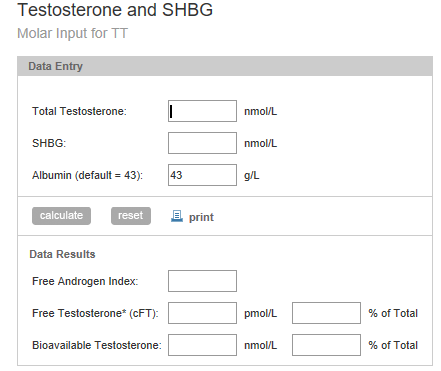 Testosterone and SHBG
Molar Input for TT
Data Entry
Total Testosterone: nmol/L
SHBG: nmol/L
Albumin (default = 43): 43 g/L
calculate reset print
Data Results
Free Androgen Index:
Free Testosterone* (cFT): pmol/L % of Total
Bioavailable Testosterone: nmol/L % of Total